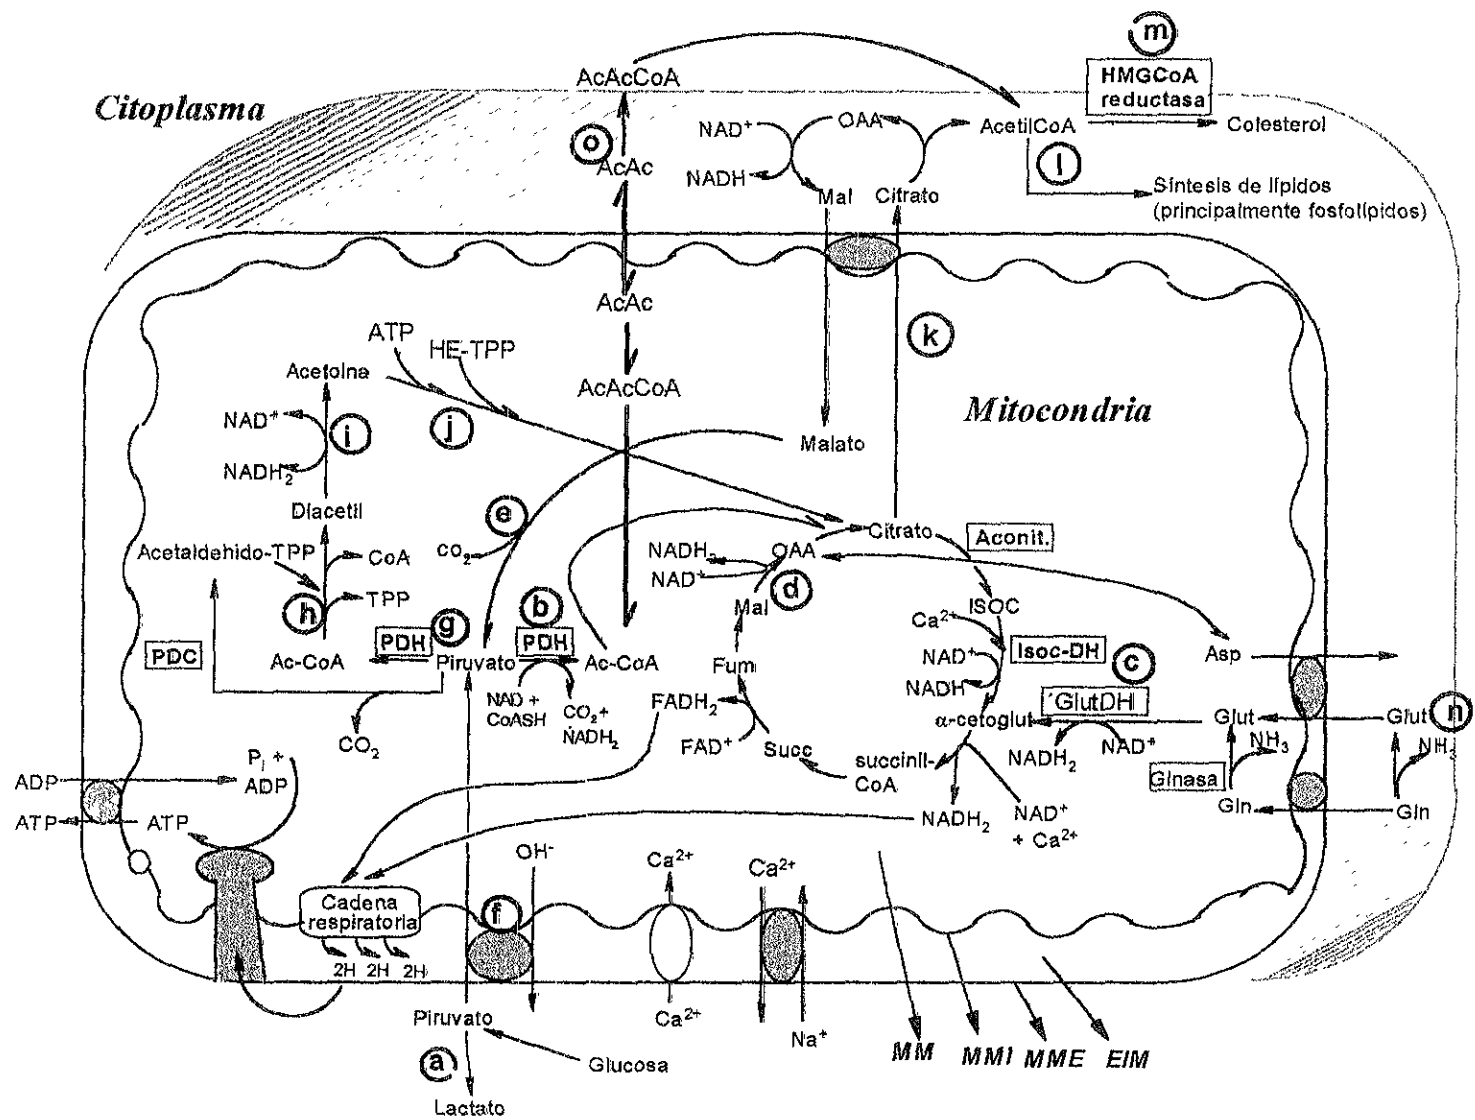 m
AcAcCoA
HMGCoA
reductasa
Citoplasma
NAD⁺
OAA
AcetilCoA
Colesterol
o
AcAc
NADH
l
Mal
Citrato
Síntesis de lípidos
(principalmente fosfolípidos)
AcAc
ATP
HE-TPP
k
Acetoina
AcAcCoA
NAD⁺
i
j
Mitocondria
Malato
NADH₂
Diacetil
e
Citrato
Acetaldehido-TPP
CoA
CO₂
NADH₂
OAA
Aconit.
NAD⁺
h
TPP
b
Mal
d
ISOC
Ca²⁺
PDC
PDH
g
PDH
Isoc-DH
c
Ac-CoA
Piruvato
Ac-CoA
Fum
NAD⁺
Asp
NADH
NAD +
CoASH
CO₂ +
NADH₂
FADH₂
GlutDH
α-cetoglut
Glut
Glut
n
CO₂
FAD⁺
Succ
NADH₂
NAD⁺
NH₃
NH₃
succinil-
CoA
Glnasa
ADP
Pᵢ +
ADP
Gln
Gln
ATP
ATP
NADH₂
NAD⁺
+ Ca²⁺
OH⁻
Ca²⁺
Ca²⁺
Cadena
respiratoria
f
2H
2H
2H
Piruvato
Ca²⁺
Na⁺
MM
MMI
MME
EIM
a
Glucosa
Lactato